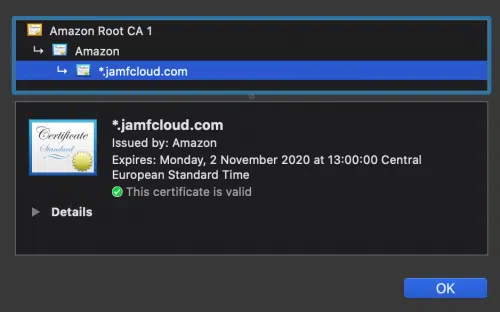 Amazon Root CA 1
Amazon
*.jamfcloud.com
Certificate
Standard
*.jamfcloud.com
Issued by: Amazon
Expires: Monday, 2 November 2020 at 13:00:00 Central
European Standard Time
This certificate is valid
Details
OK